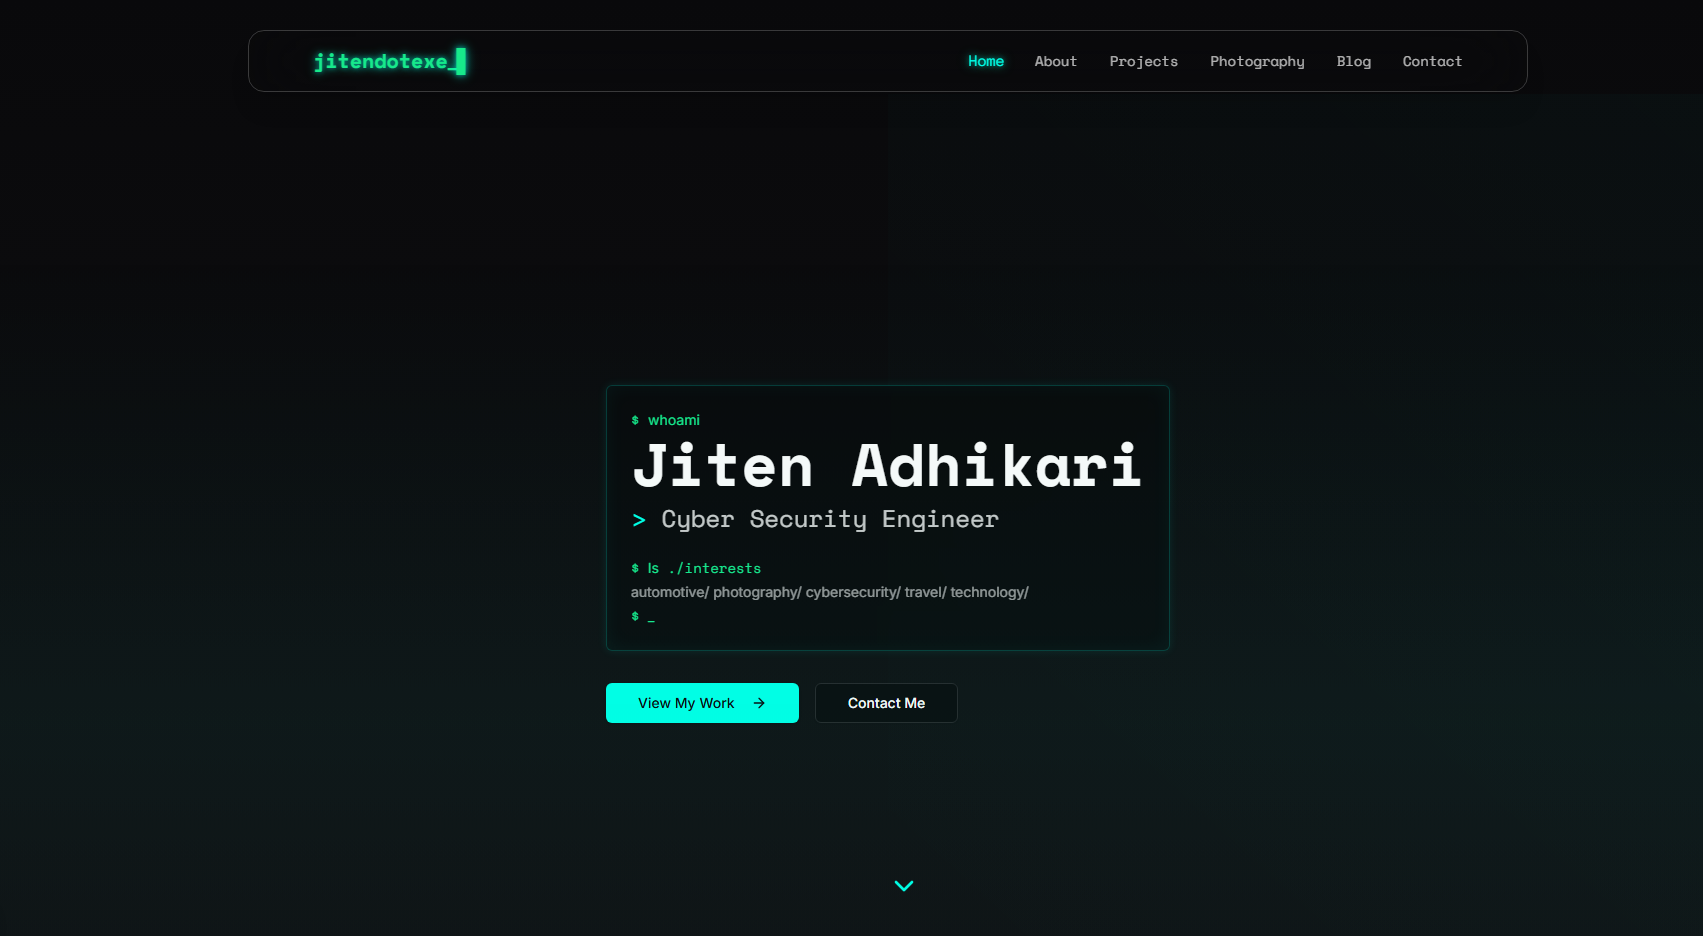 jitendotexe_
Home About Projects Photography Blog Contact
$ whoami
Jiten Adhikari
> Cyber Security Engineer
$ ls ./interests
automotive/ photography/ cybersecurity/ travel/ technology/
$ _
View My Work →
Contact Me